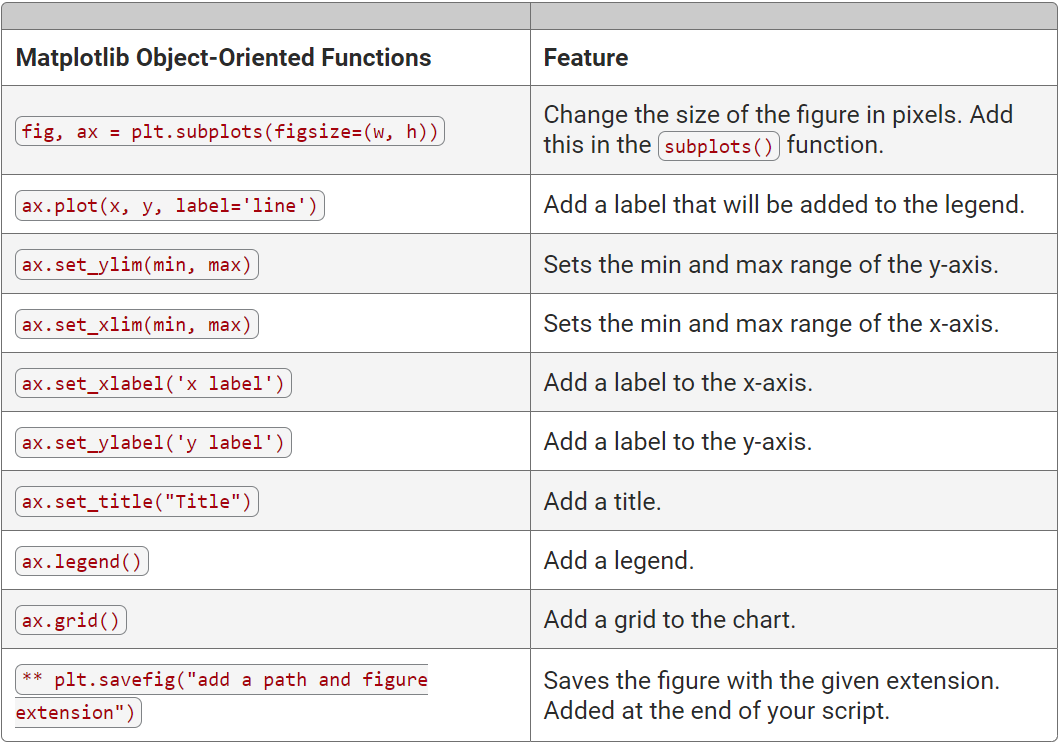 Matplotlib Object-Oriented Functions
Feature
fig, ax = plt.subplots(figsize=(w, h))
Change the size of the figure in pixels. Add
this in the subplots() function.
ax.plot(x, y, label='line')
Add a label that will be added to the legend.
ax.set_ylim(min, max)
Sets the min and max range of the y-axis.
ax.set_xlim(min, max)
Sets the min and max range of the x-axis.
ax.set_xlabel('x label')
Add a label to the x-axis.
ax.set_ylabel('y label')
Add a label to the y-axis.
ax.set_title("Title")
Add a title.
ax.legend()
Add a legend.
ax.grid()
Add a grid to the chart.
** plt.savefig("add a path and figure
extension")
Saves the figure with the given extension.
Added at the end of your script.